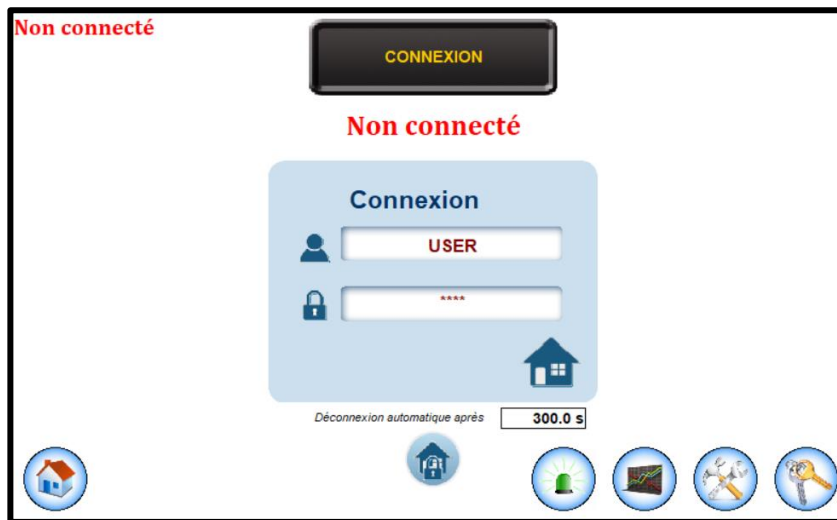 Non connecté
CONNEXION
Non connecté
Connexion
USER
****
Déconnexion automatique après 300.0 s